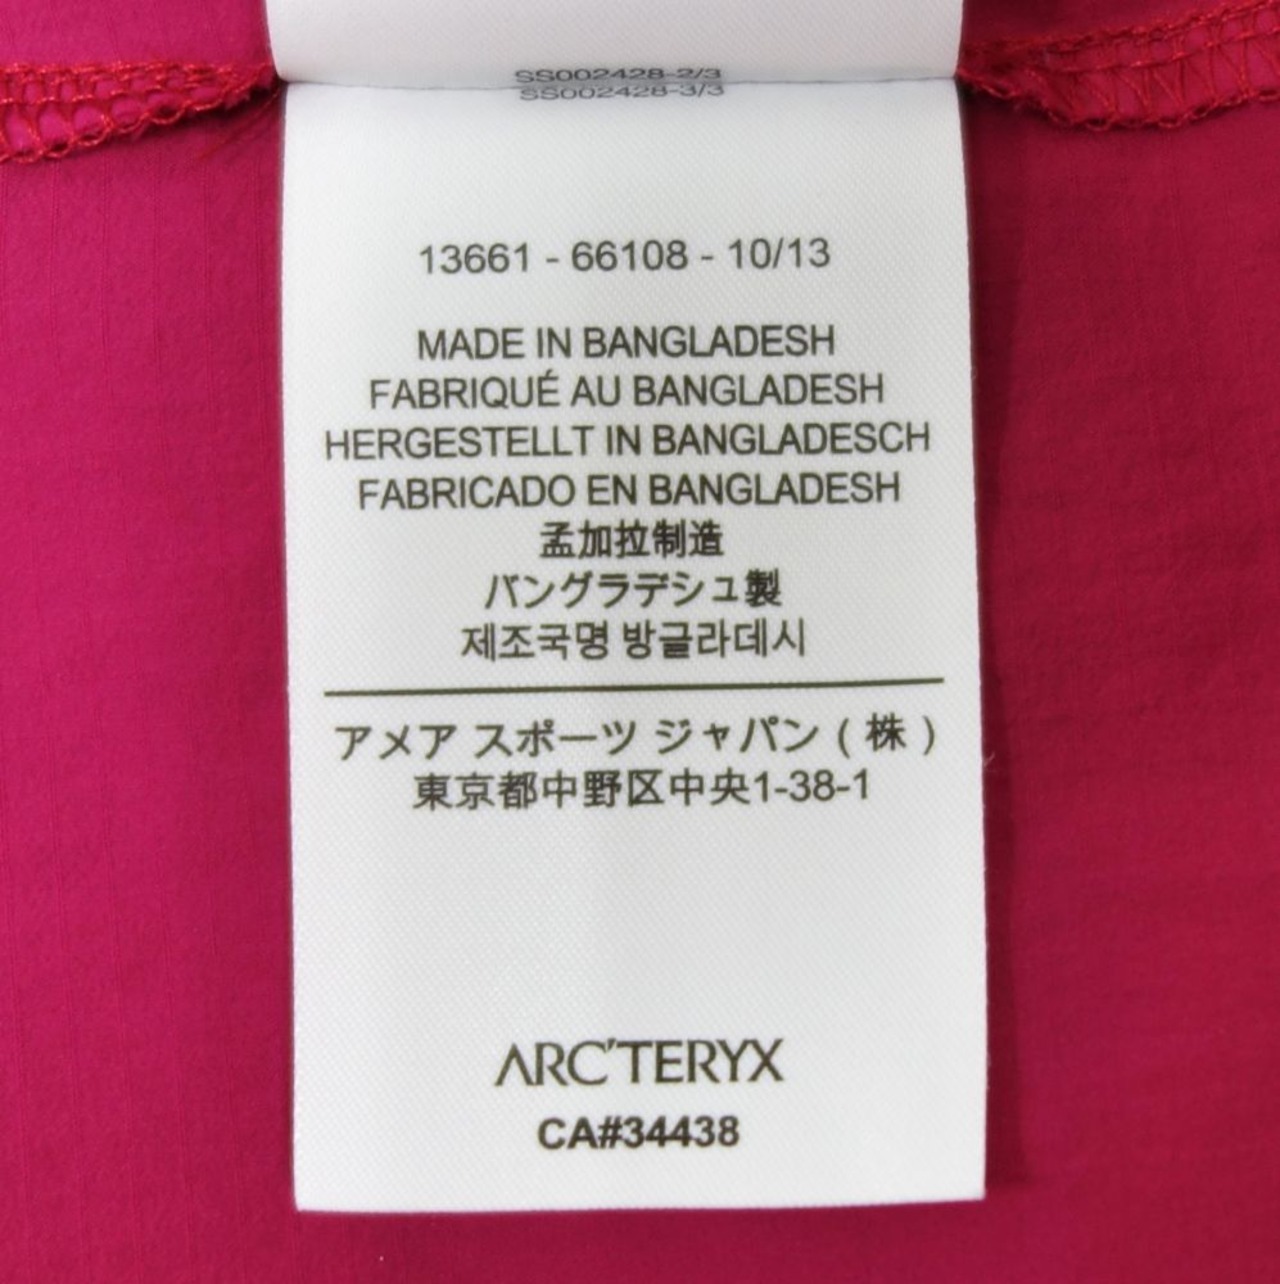 SS002428-2/3
SS002428-3/3
13661 - 66108 - 10/13
MADE IN BANGLADESH
FABRIQUÉ AU BANGLADESH
HERGESTELLT IN BANGLADESCH
FABRICADO EN BANGLADESH
孟加拉制造
バングラデシュ製
제조국명 방글라데시
アメア スポーツ ジャパン ( 株 )
東京都中野区中央1-38-1
ARC'TERYX
CA#34438